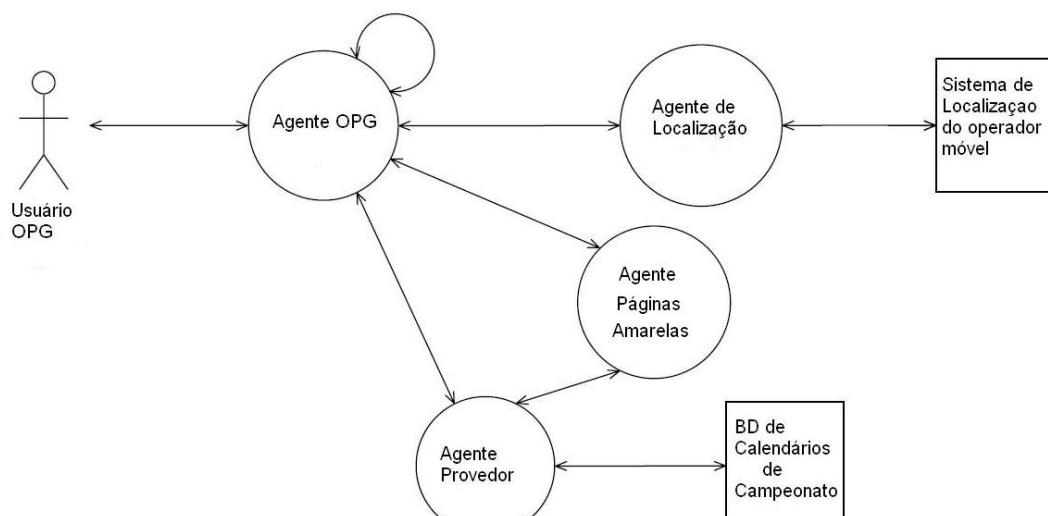 Usuário
OPG
Agente OPG
Agente de
Localização
Sistema de
Localizaçao
do operador
móvel
Agente
Páginas
Amarelas
Agente
Provedor
BD de
Calendários
de
Campeonato